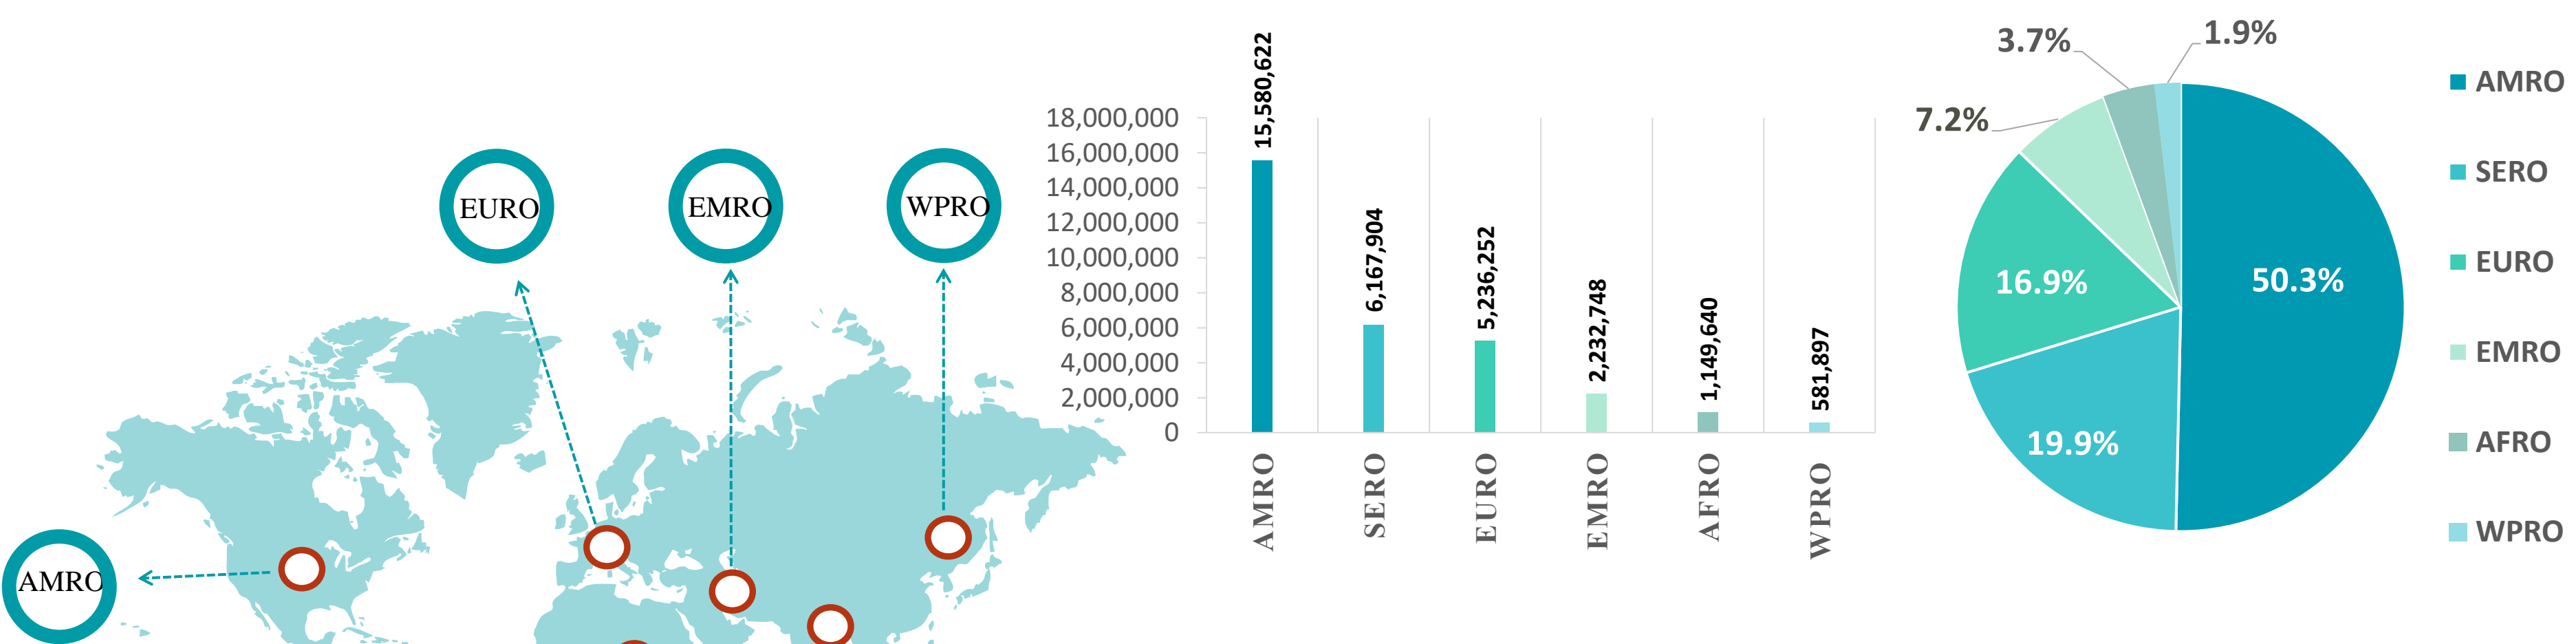 EURO
EMRO
WPRO
AMRO
18,000,000
16,000,000
14,000,000
12,000,000
10,000,000
8,000,000
6,000,000
4,000,000
2,000,000
0
15,580,622
6,167,904
5,236,252
2,232,748
1,149,640
581,897
AMRO
SERO
EURO
EMRO
AFRO
WPRO
3.7%
1.9%
7.2%
16.9%
50.3%
19.9%
AMRO
SERO
EURO
EMRO
AFRO
WPRO